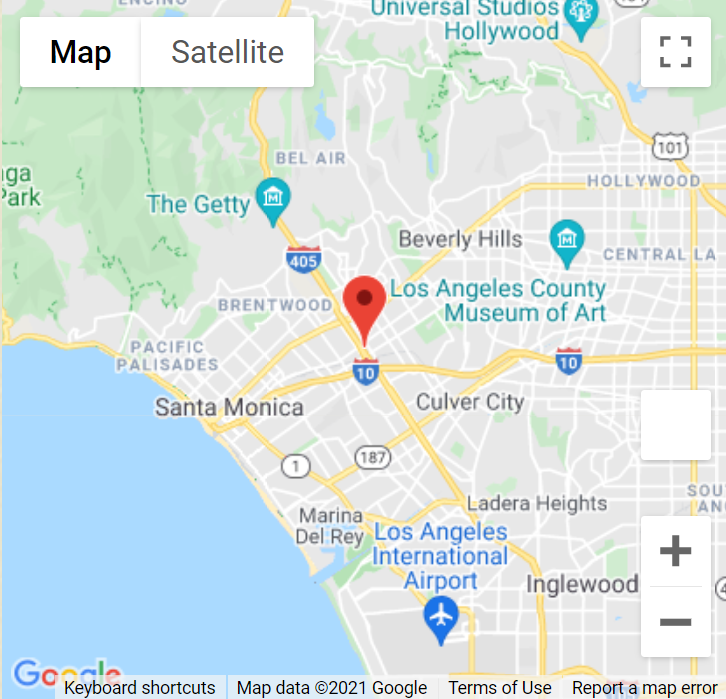 ENCINO
Universal Studios
Hollywood
Map
Satellite
101
BEL AIR
HOLLYWOOD
Park
The Getty
Beverly Hills
405
CENTRAL LA
Los Angeles County
Museum of Art
BRENTWOOD
PACIFIC
PALISADES
10
10
Santa Monica
Culver City
187
1
Ladera Heights
Marina
Del Rey
Los Angeles
International
Airport
Inglewood
Google
Keyboard shortcuts
Map data ©2021 Google
Terms of Use
Report a map error